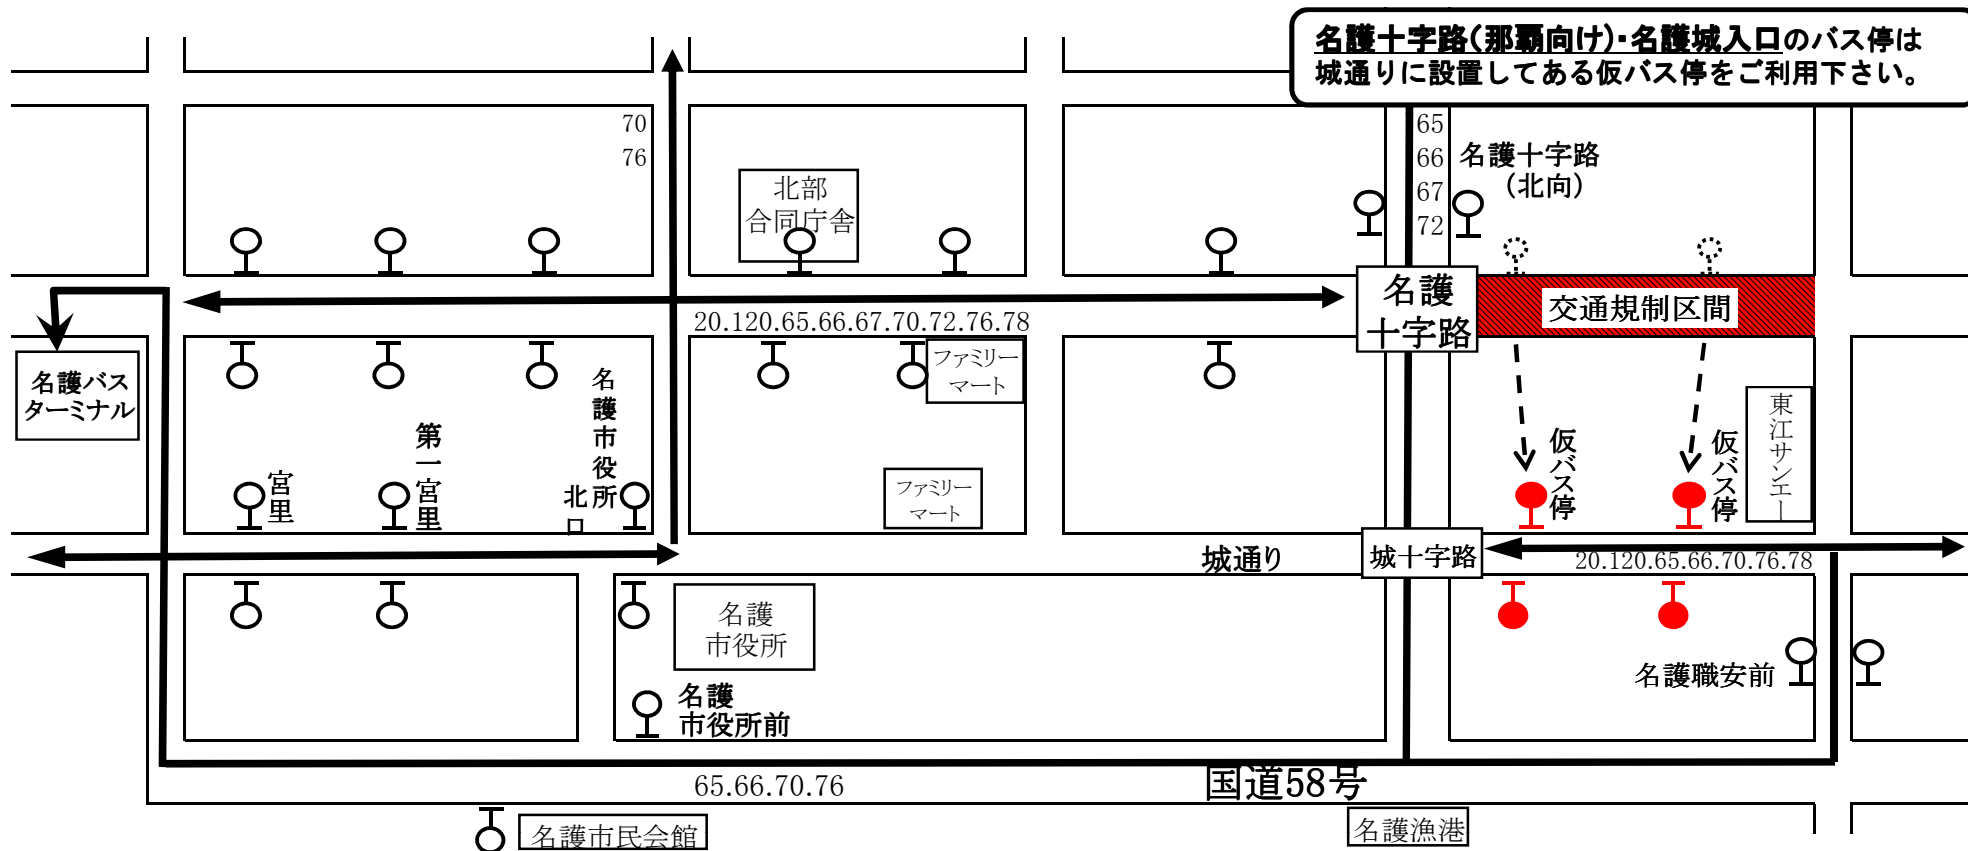 名護十字路(那覇向け)・名護城入口のバス停は
城通りに設置してある仮バス停をご利用下さい。
70
76
65
66
67
72
名護十字路
(北向)
北部
合同庁舎
名護
十字路
交通規制区間
20.120.65.66.67.70.72.76.78
名護バス
ターミナル
ファミリー
マート
名護市役所
北口
第一宮里
宮里
ファミリー
マート
仮バス停
仮バス停
東江サンエー
城通り
城十字路
20.120.65.66.70.76.78
名護
市役所
名護
市役所前
名護職安前
65.66.70.76
国道58号
名護市民会館
名護漁港